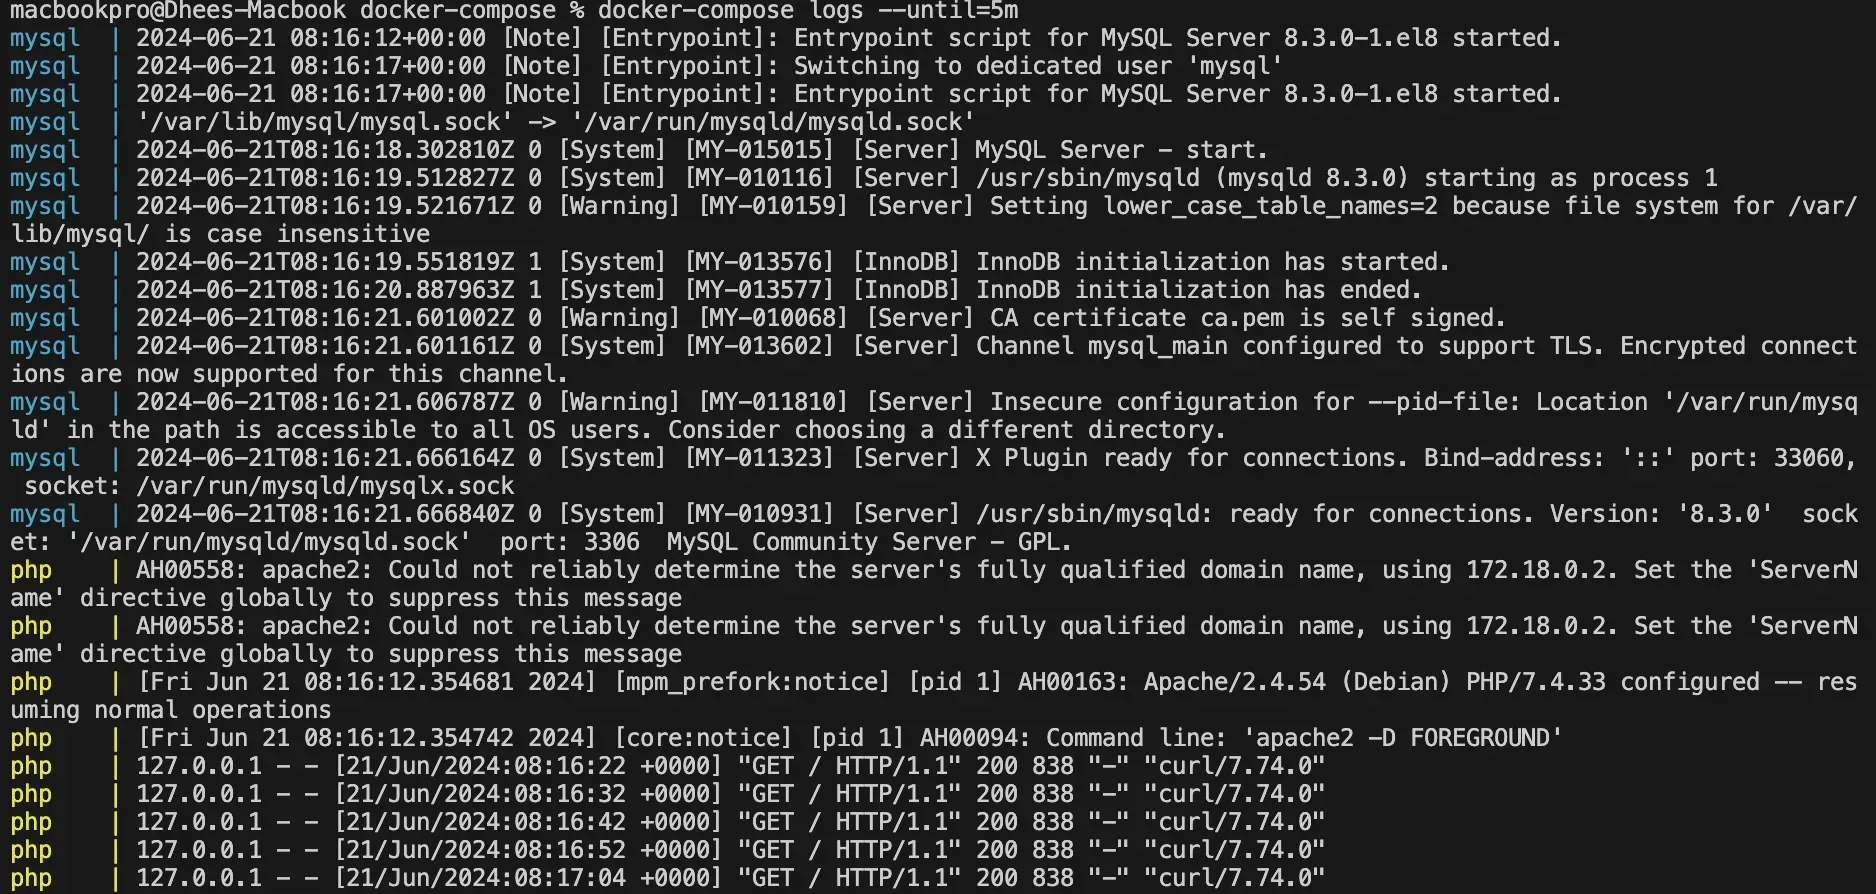 macbookpro@Dhees-Macbook docker-compose % docker-compose logs --until=5m
mysql  | 2024-06-21 08:16:12+00:00 [Note] [Entrypoint]: Entrypoint script for MySQL Server 8.3.0-1.el8 started.
mysql  | 2024-06-21 08:16:17+00:00 [Note] [Entrypoint]: Switching to dedicated user 'mysql'
mysql  | 2024-06-21 08:16:17+00:00 [Note] [Entrypoint]: Entrypoint script for MySQL Server 8.3.0-1.el8 started.
mysql  | '/var/lib/mysql/mysql.sock' -> '/var/run/mysqld/mysqld.sock'
mysql  | 2024-06-21T08:16:18.302810Z 0 [System] [MY-015015] [Server] MySQL Server - start.
mysql  | 2024-06-21T08:16:19.512827Z 0 [System] [MY-010116] [Server] /usr/sbin/mysqld (mysqld 8.3.0) starting as process 1
mysql  | 2024-06-21T08:16:19.521671Z 0 [Warning] [MY-010159] [Server] Setting lower_case_table_names=2 because file system for /var/
lib/mysql/ is case insensitive
mysql  | 2024-06-21T08:16:19.551819Z 1 [System] [MY-013576] [InnoDB] InnoDB initialization has started.
mysql  | 2024-06-21T08:16:20.887963Z 1 [System] [MY-013577] [InnoDB] InnoDB initialization has ended.
mysql  | 2024-06-21T08:16:21.601002Z 0 [Warning] [MY-010068] [Server] CA certificate ca.pem is self signed.
mysql  | 2024-06-21T08:16:21.601161Z 0 [System] [MY-013602] [Server] Channel mysql_main configured to support TLS. Encrypted connect
ions are now supported for this channel.
mysql  | 2024-06-21T08:16:21.606787Z 0 [Warning] [MY-011810] [Server] Insecure configuration for --pid-file: Location '/var/run/mysq
ld' in the path is accessible to all OS users. Consider choosing a different directory.
mysql  | 2024-06-21T08:16:21.666164Z 0 [System] [MY-011323] [Server] X Plugin ready for connections. Bind-address: '::' port: 33060,
 socket: /var/run/mysqld/mysqlx.sock
mysql  | 2024-06-21T08:16:21.666840Z 0 [System] [MY-010931] [Server] /usr/sbin/mysqld: ready for connections. Version: '8.3.0'  sock
et: '/var/run/mysqld/mysqld.sock'  port: 3306  MySQL Community Server - GPL.
php    | AH00558: apache2: Could not reliably determine the server's fully qualified domain name, using 172.18.0.2. Set the 'ServerN
ame' directive globally to suppress this message
php    | AH00558: apache2: Could not reliably determine the server's fully qualified domain name, using 172.18.0.2. Set the 'ServerN
ame' directive globally to suppress this message
php    | [Fri Jun 21 08:16:12.354681 2024] [mpm_prefork:notice] [pid 1] AH00163: Apache/2.4.54 (Debian) PHP/7.4.33 configured -- res
uming normal operations
php    | [Fri Jun 21 08:16:12.354742 2024] [core:notice] [pid 1] AH00094: Command line: 'apache2 -D FOREGROUND'
php    | 127.0.0.1 - - [21/Jun/2024:08:16:22 +0000] "GET / HTTP/1.1" 200 838 "-" "curl/7.74.0"
php    | 127.0.0.1 - - [21/Jun/2024:08:16:32 +0000] "GET / HTTP/1.1" 200 838 "-" "curl/7.74.0"
php    | 127.0.0.1 - - [21/Jun/2024:08:16:42 +0000] "GET / HTTP/1.1" 200 838 "-" "curl/7.74.0"
php    | 127.0.0.1 - - [21/Jun/2024:08:16:52 +0000] "GET / HTTP/1.1" 200 838 "-" "curl/7.74.0"
php    | 127.0.0.1 - - [21/Jun/2024:08:17:04 +0000] "GET / HTTP/1.1" 200 838 "-" "curl/7.74.0"